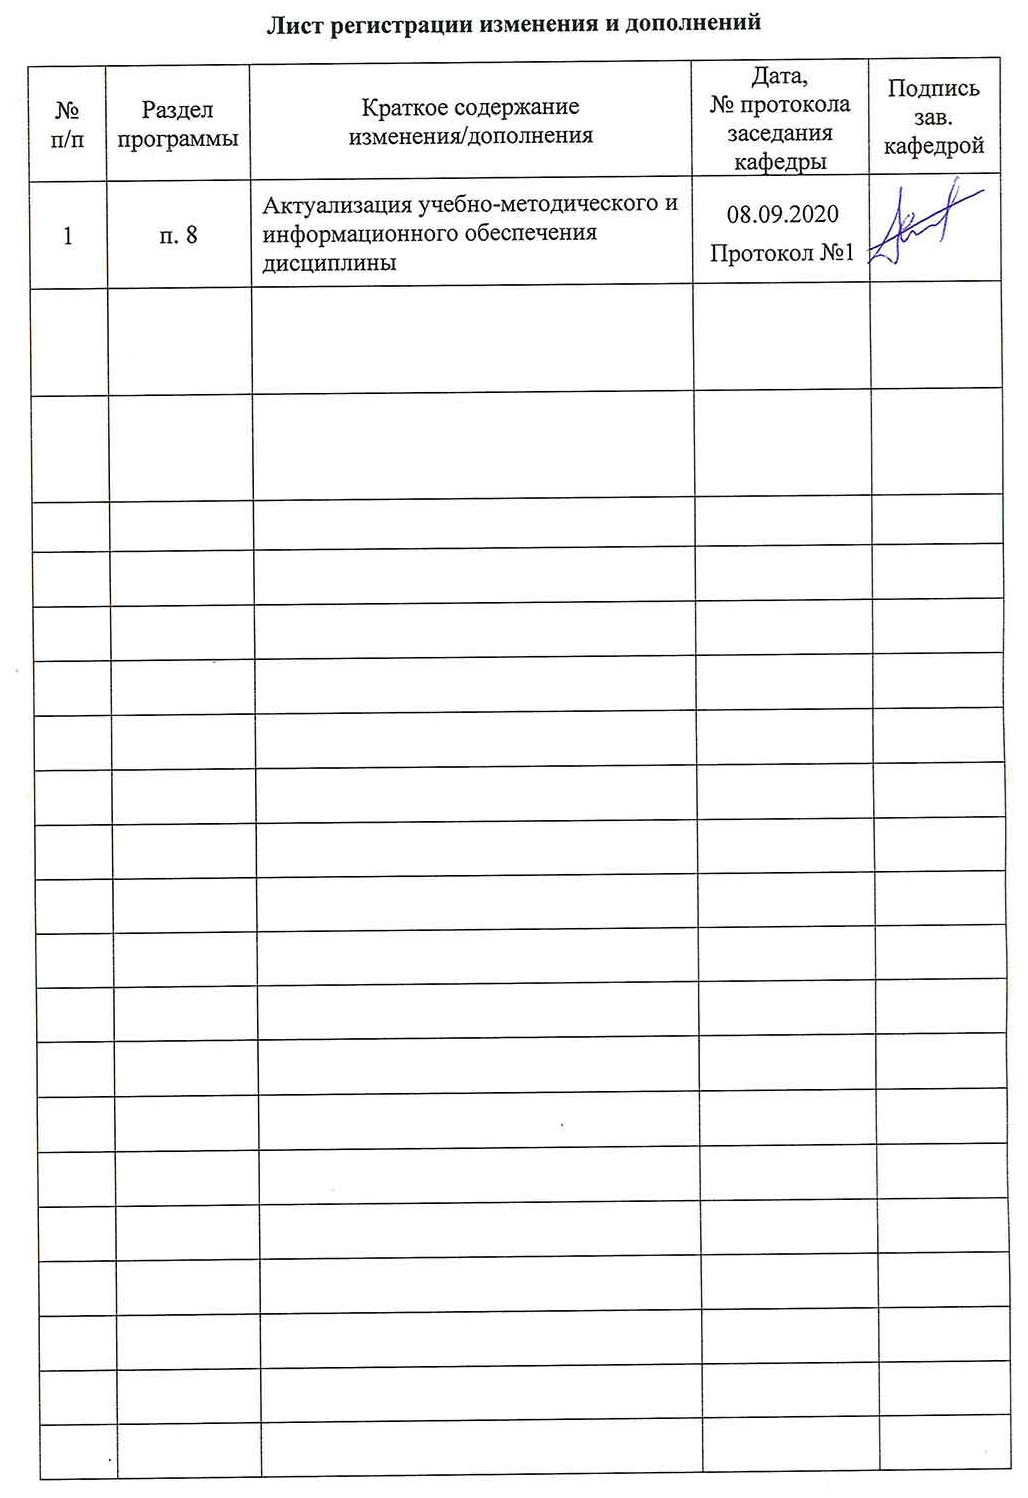 Лист регистрации изменения и дополнений
№
п/п
Раздел
программы
Краткое содержание
изменения/дополнения
Дата,
№ протокола
заседания
кафедры
Подпись
зав.
кафедрой
1
п. 8
Актуализация учебно-методического и
информационного обеспечения
дисциплины
08.09.2020
Протокол №1